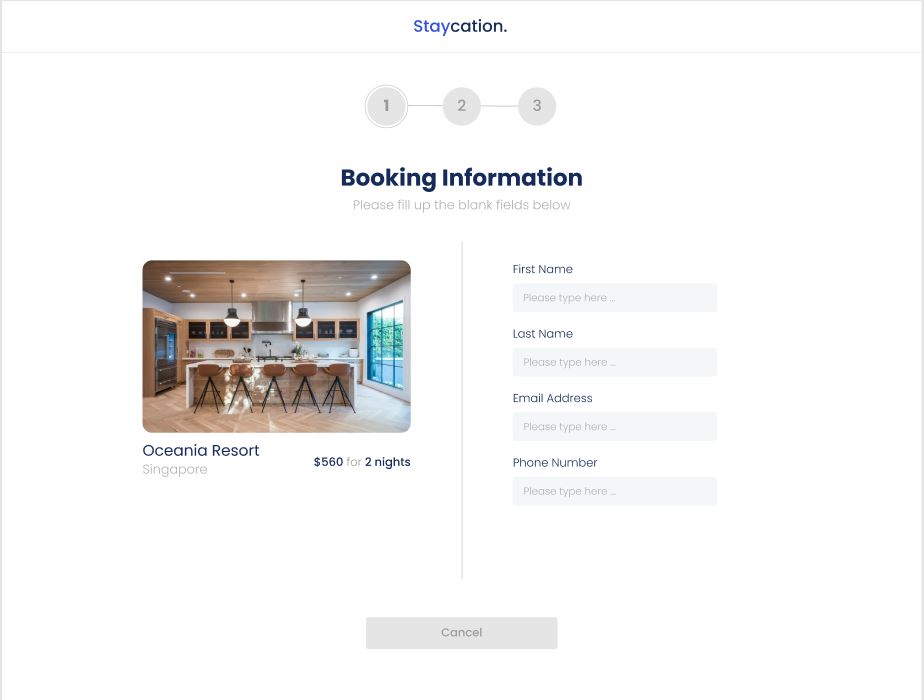 Staycation.
1 2 3
Booking Information
Please fill up the blank fields below
Oceania Resort
Singapore
$560 for 2 nights
First Name
Please type here ...
Last Name
Please type here ...
Email Address
Please type here ...
Phone Number
Please type here ...
Cancel